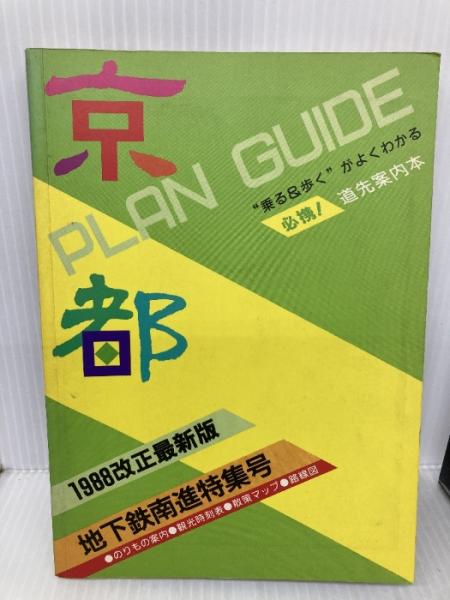 京都
PLAN GUIDE
"乗る&歩く"がよくわかる
必携! 道先案内本
1988改正最新版
地下鉄南進特集号
●のりもの案内●観光時刻表●散策マップ●路線図